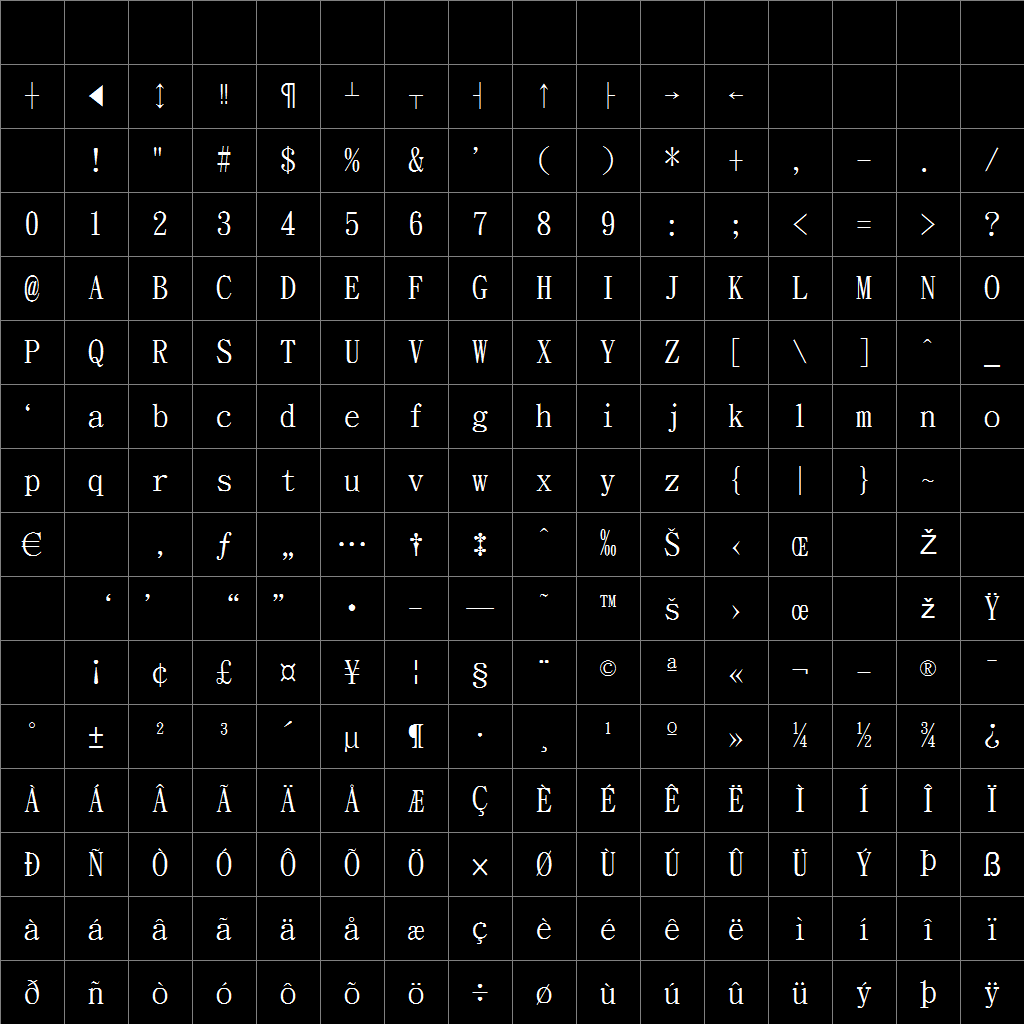 ┼ ◀ ↕ ‼ ¶ ┴ ┬ ┤ ↑ ├ → ←
! " # $ % & ' ( ) * + , - . /
0 1 2 3 4 5 6 7 8 9 : ; < = > ?
@ A B C D E F G H I J K L M N O
P Q R S T U V W X Y Z [ \ ] ^ _
‘ a b c d e f g h i j k l m n o
p q r s t u v w x y z { | } ~
€ ‚ ƒ „ … † ‡ ˆ ‰ Š ‹ Œ Ž
‘ ’ “ ” • – — ˜ ™ š › œ ž Ÿ
¡ ¢ £ ¤ ¥ ¦ § ¨ © ª « ¬ - ® ¯
° ± ² ³ ´ µ ¶ · ¸ ¹ º » ¼ ½ ¾ ¿
À Á Â Ã Ä Å Æ Ç È É Ê Ë Ì Í Î Ï
Ð Ñ Ò Ó Ô Õ Ö × Ø Ù Ú Û Ü Ý Þ ß
à á â ã ä å æ ç è é ê ë ì í î ï
ð ñ ò ó ô õ ö ÷ ø ù ú û ü ý þ ÿ